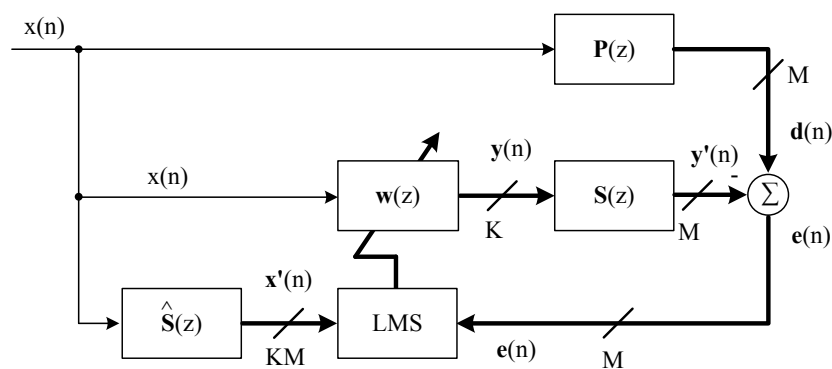 x(n)
P(z)
M
d(n)
y(n)
y'(n)
-
x(n)
w(z)
S(z)
Σ
K
M
e(n)
x'(n)
^
S(z)
LMS
KM
e(n)
M